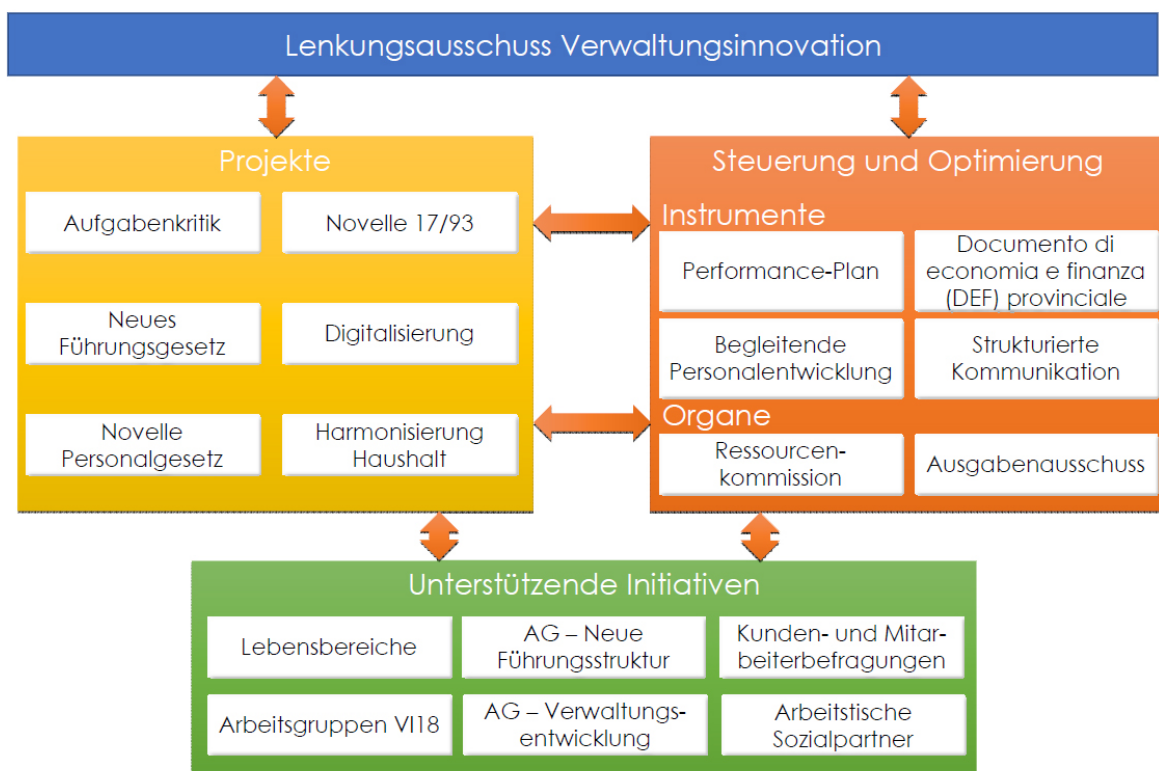 Lenkungsausschuss Verwaltungsinnovation
Projekte
Aufgabenkritik
Novelle 17/93
Neues
Führungsgesetz
Digitalisierung
Novelle
Personalgesetz
Harmonisierung
Haushalt
Steuerung und Optimierung
Instrumente
Performance-Plan
Documento di
economia e finanza
(DEF) provinciale
Begleitende
Personalentwicklung
Strukturierte
Kommunikation
Organe
Ressourcen-
kommission
Ausgabenausschuss
Unterstützende Initiativen
Lebensbereiche
AG – Neue
Führungsstruktur
Kunden- und Mitar-
beiterbefragungen
Arbeitsgruppen VI18
AG – Verwaltungs-
entwicklung
Arbeitstische
Sozialpartner